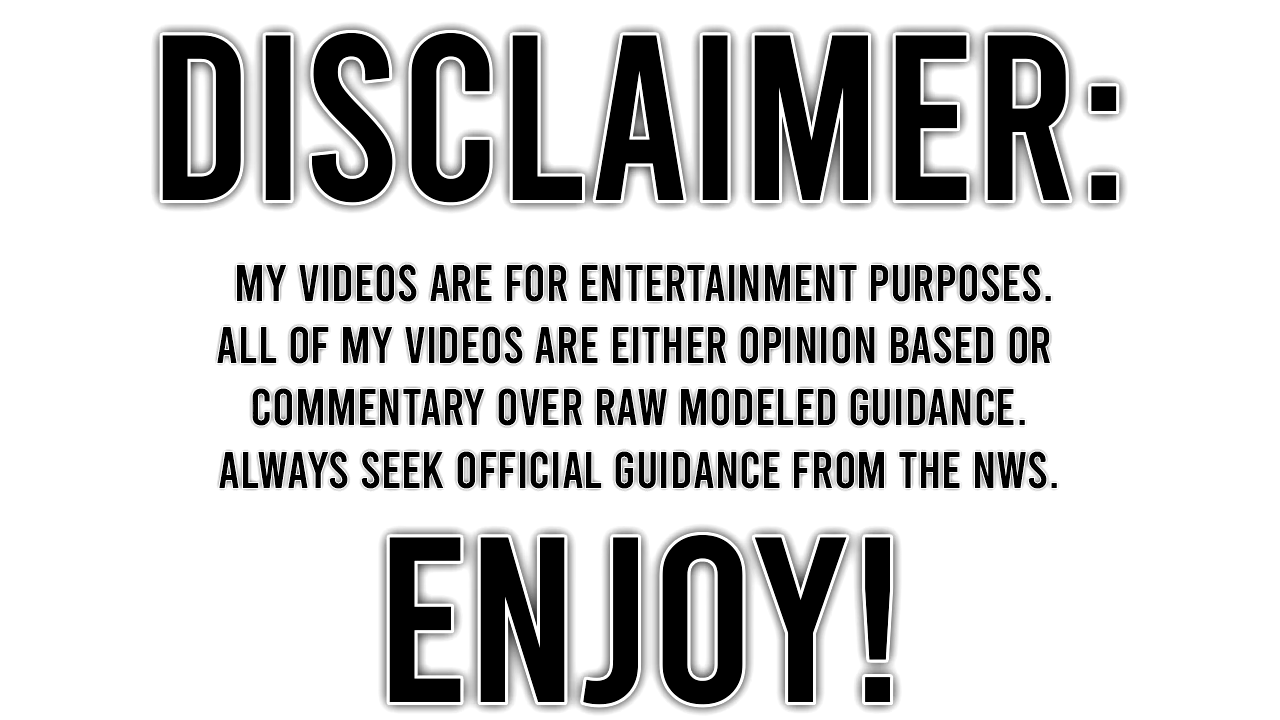 DISCLAIMER:
MY VIDEOS ARE FOR ENTERTAINMENT PURPOSES.
ALL OF MY VIDEOS ARE EITHER OPINION BASED OR
COMMENTARY OVER RAW MODELED GUIDANCE.
ALWAYS SEEK OFFICIAL GUIDANCE FROM THE NWS.
ENJOY!